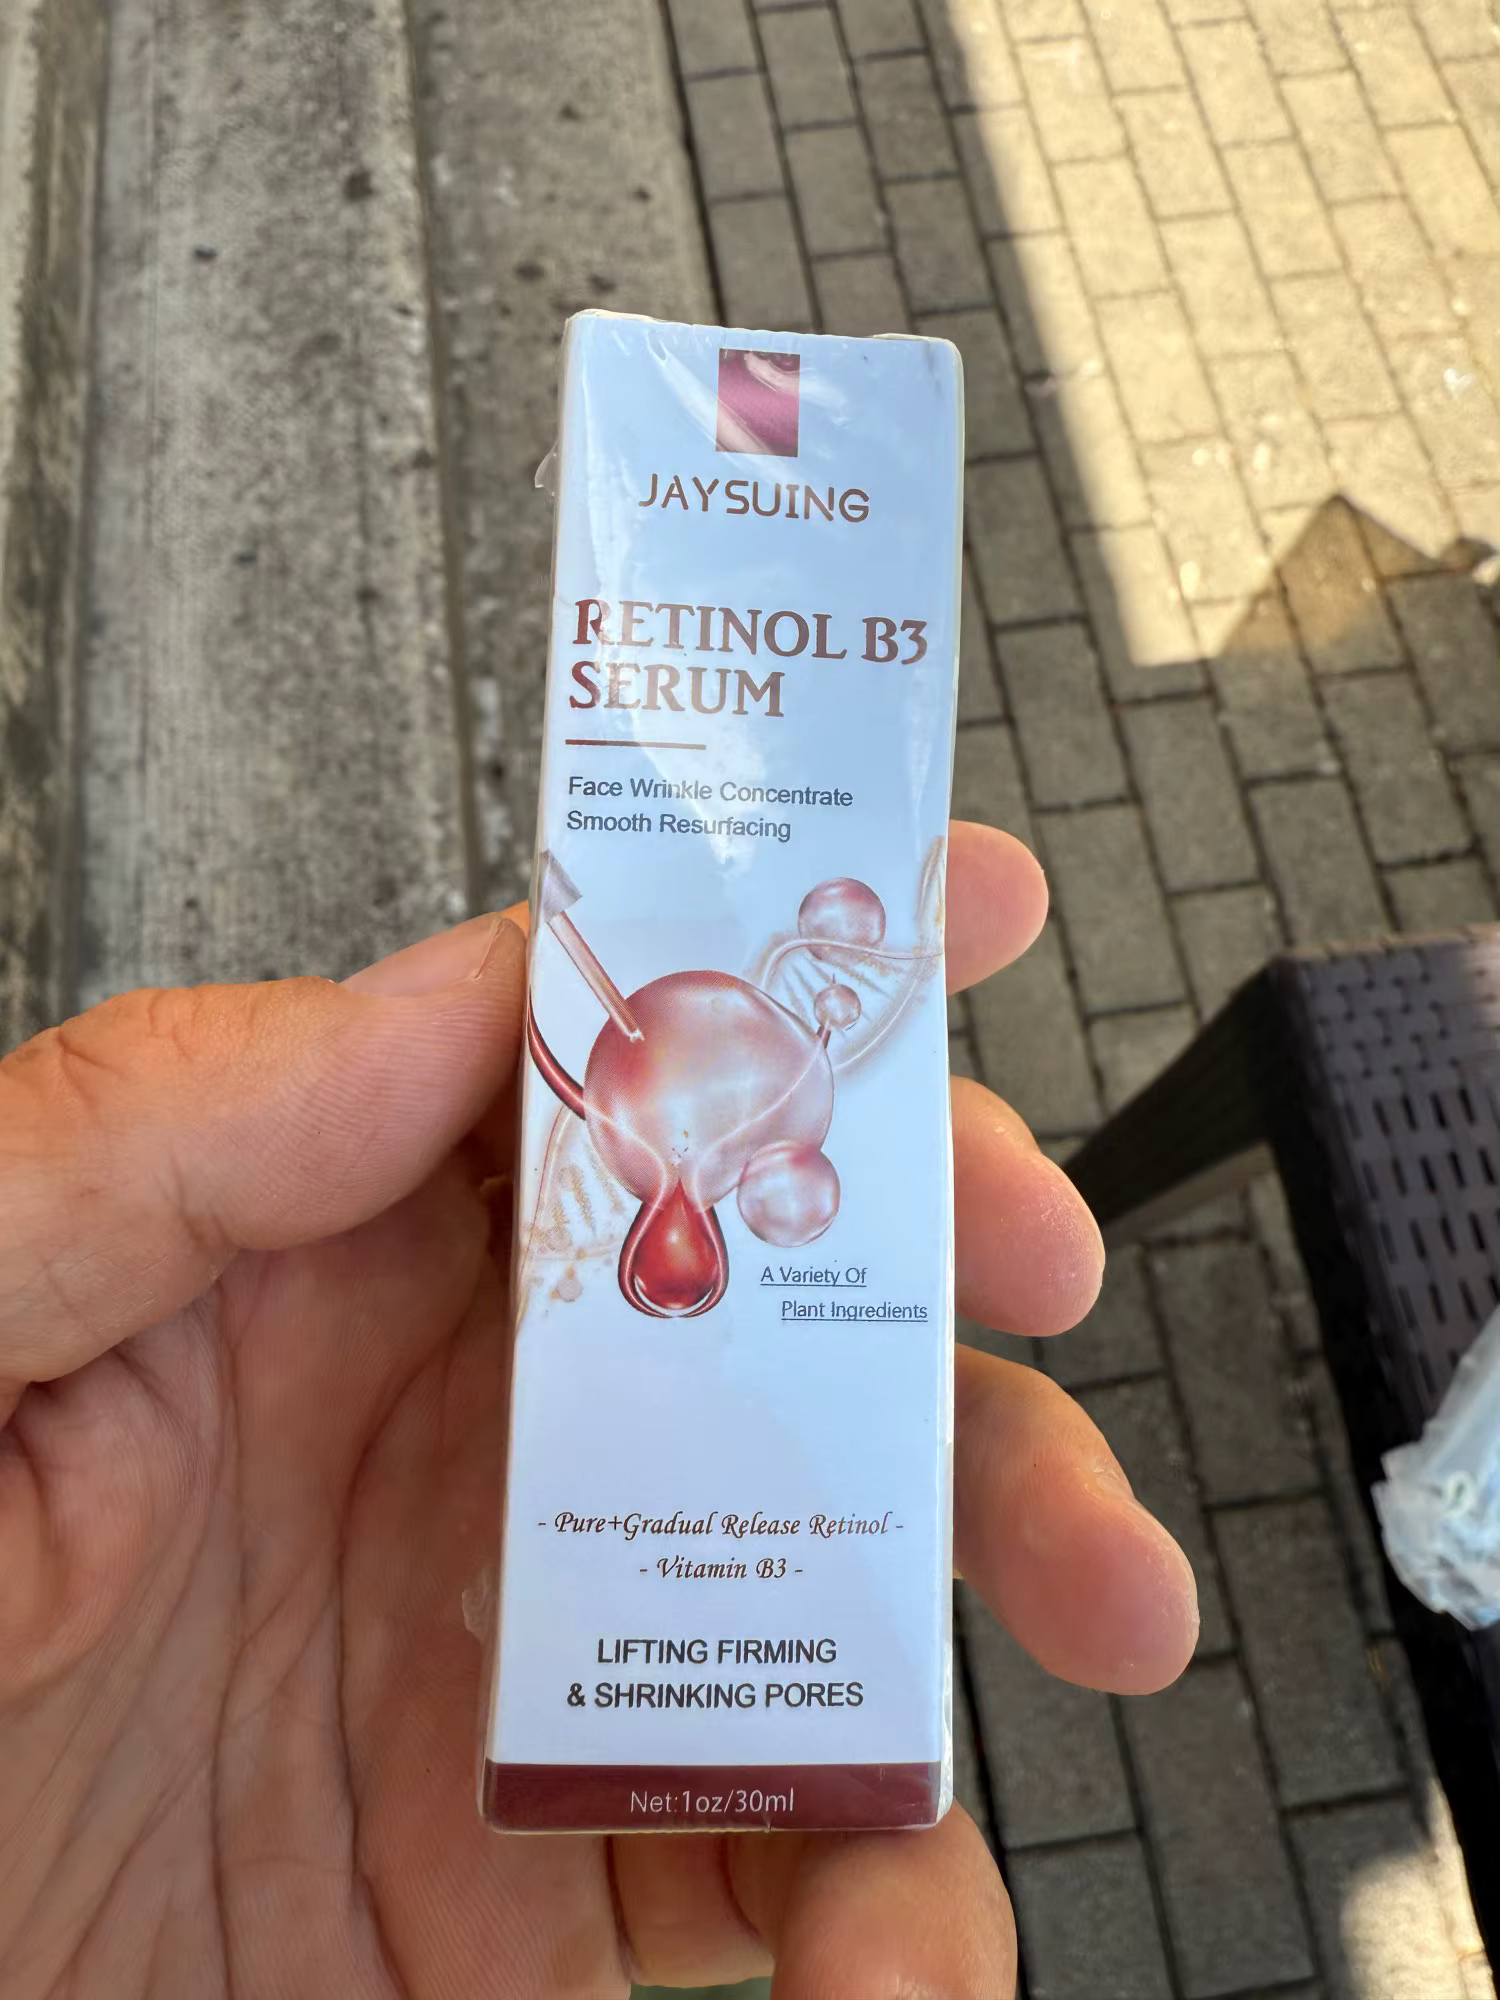 JAYSUING
RETINOL B3
SERUM
Face Wrinkle Concentrate
Smooth Resurfacing
A Variety Of
Plant Ingredients
- Pure+Gradual Release Retinol -
- Vitamin B3 -
LIFTING FIRMING
& SHRINKING PORES
Net:1oz/30ml